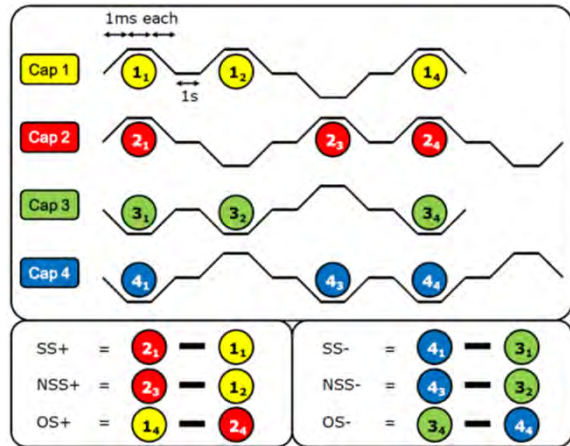 1ms each
Cap 1 1₁ 1₂ 1₄
1s
Cap 2 2₁ 2₃ 2₄
Cap 3 3₁ 3₂ 3₄
Cap 4 4₁ 4₃ 4₄
SS+ = 2₁ − 1₁
NSS+ = 2₃ − 1₂
OS+ = 1₄ − 2₄
SS- = 4₁ − 3₁
NSS- = 4₃ − 3₂
OS- = 3₄ − 4₄